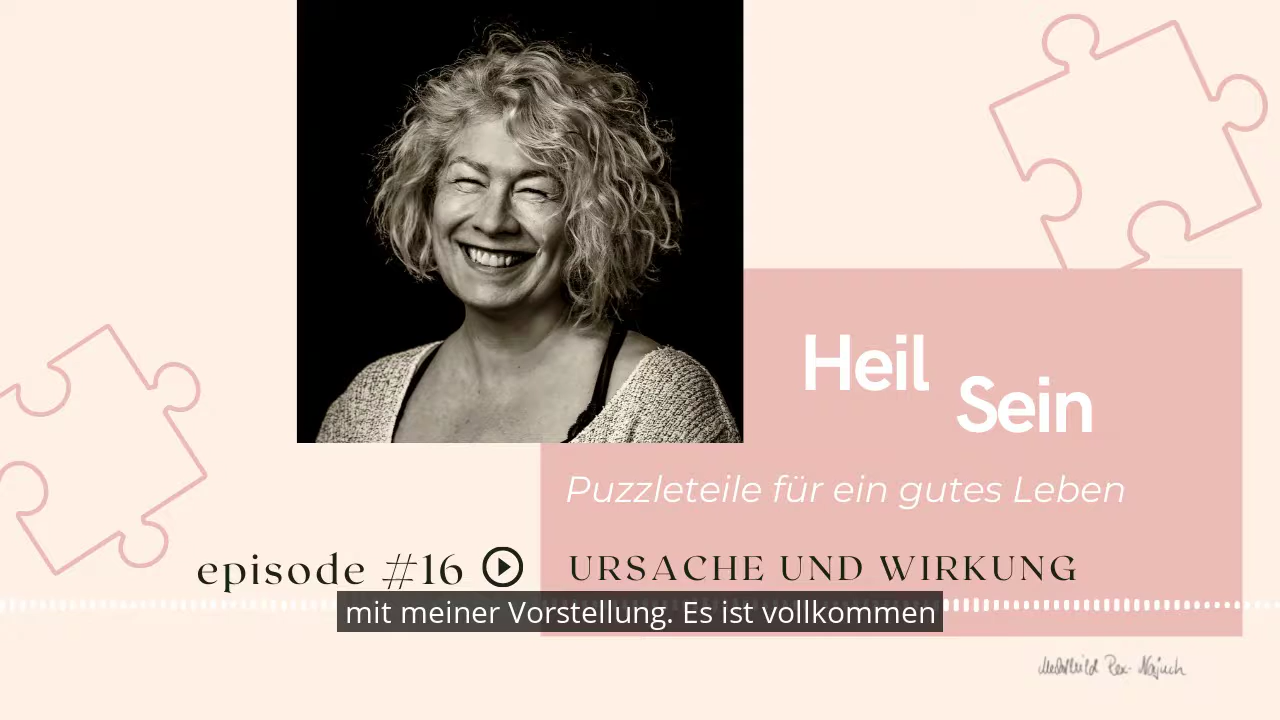 Heil
Sein
Puzzleteile für ein gutes Leben
episode #16
URSACHE UND WIRKUNG
mit meiner Vorstellung. Es ist vollkommen